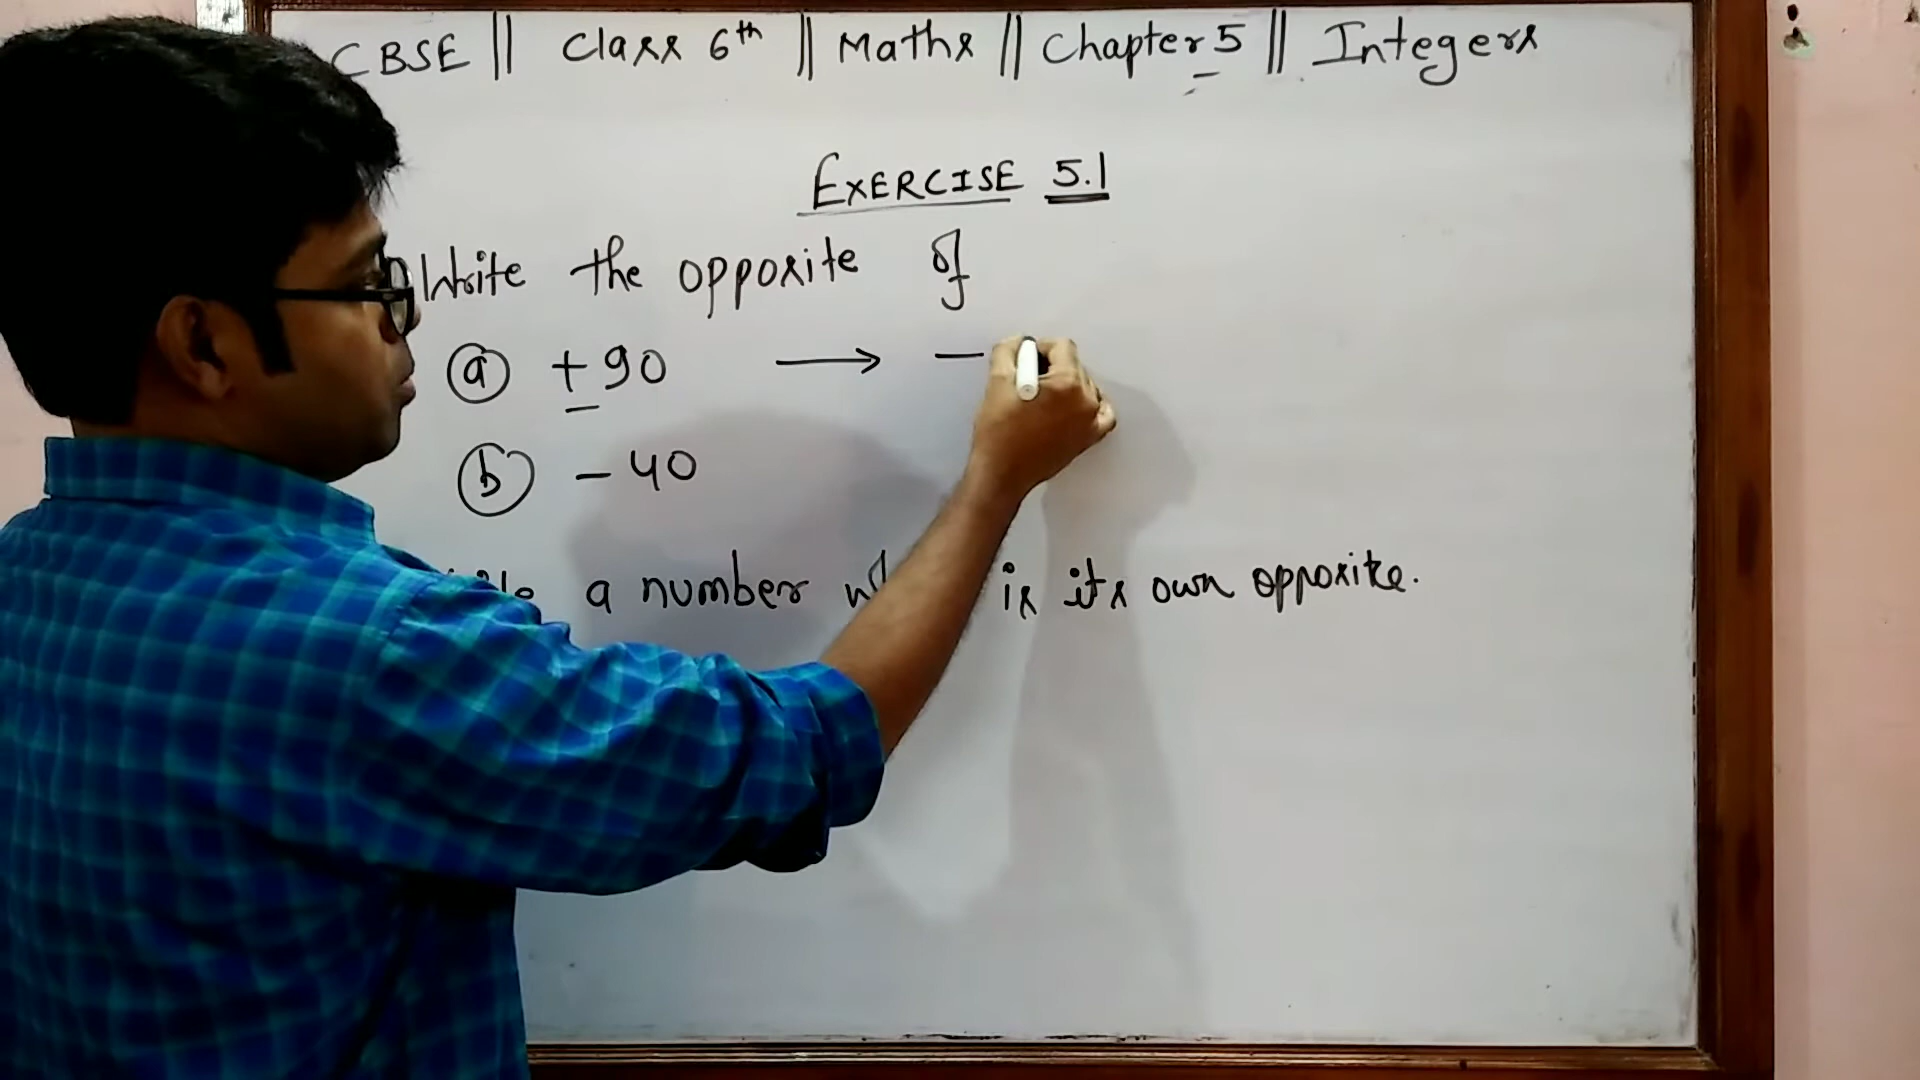 CBSE || Class 6th || Maths || Chapter 5 || Integers
EXERCISE 5.1
Write the opposite of
(a) +90 → -
(b) -40
a number is its own opposite.